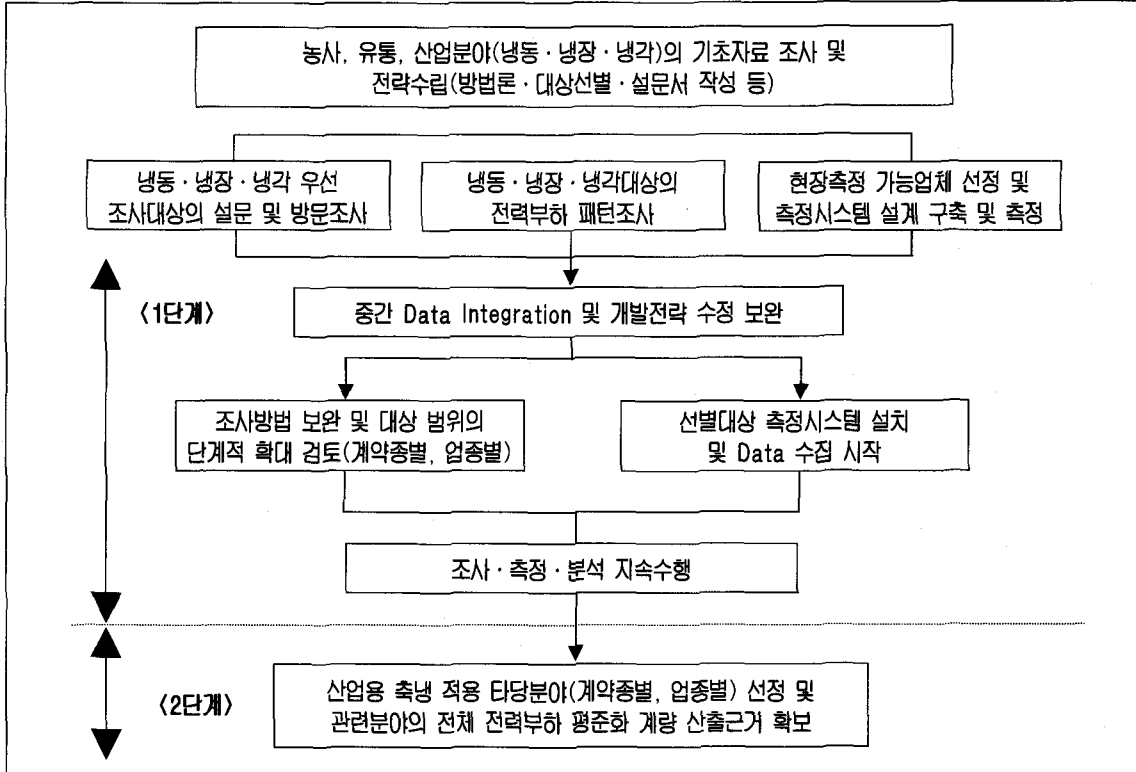 농사, 유통, 산업분야(냉동·냉장·냉각)의 기초자료 조사 및
전략수립(방법론·대상선별·설문서 작성 등)
냉동·냉장·냉각 우선
조사대상의 설문 및 방문조사
냉동·냉장·냉각대상의
전력부하 패턴조사
현장측정 가능업체 선정 및
측정시스템 설계 구축 및 측정
〈1단계〉
중간 Data Integration 및 개발전략 수정 보완
조사방법 보완 및 대상 범위의
단계적 확대 검토(계약종별, 업종별)
선별대상 측정시스템 설치
및 Data 수집 시작
조사·측정·분석 지속수행
〈2단계〉
산업용 축냉 적용 타당분야(계약종별, 업종별) 선정 및
관련분야의 전체 전력부하 평준화 계량 산출근거 확보